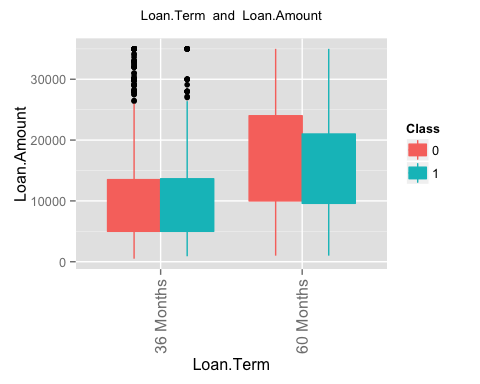 Loan.Term and Loan.Amount
Loan.Amount
30000
20000
10000
0
36 Months
60 Months
Loan.Term
Class
0
1